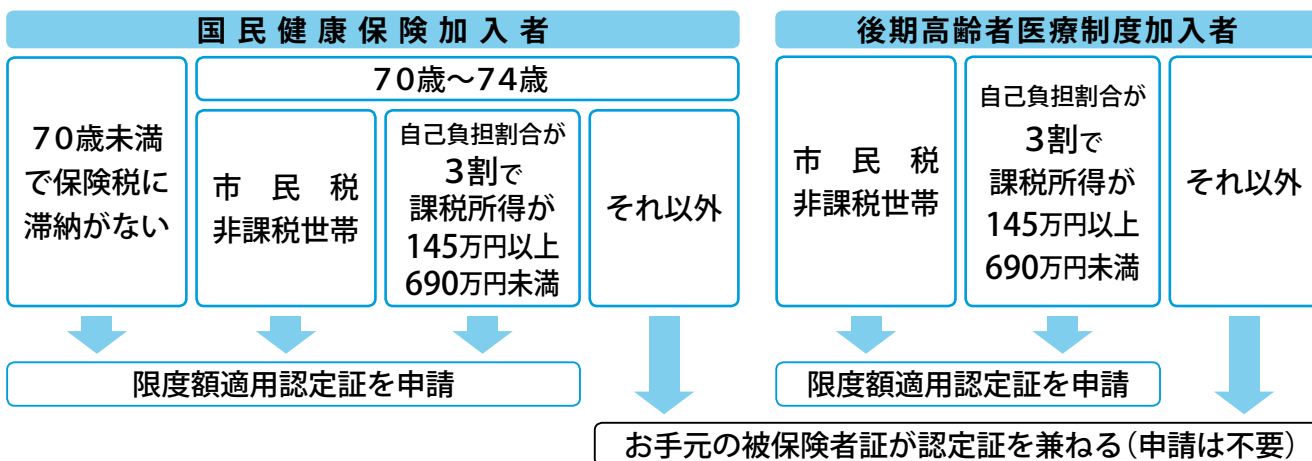 国民健康保険加入者
70歳未満
で保険税に
滞納がない
70歳～74歳
市民税
非課税世帯
自己負担割合が
3割で
課税所得が
145万円以上
690万円未満
それ以外
限度額適用認定証を申請
後期高齢者医療制度加入者
市民税
非課税世帯
自己負担割合が
3割で
課税所得が
145万円以上
690万円未満
それ以外
限度額適用認定証を申請
お手元の被保険者証が認定証を兼ねる（申請は不要）